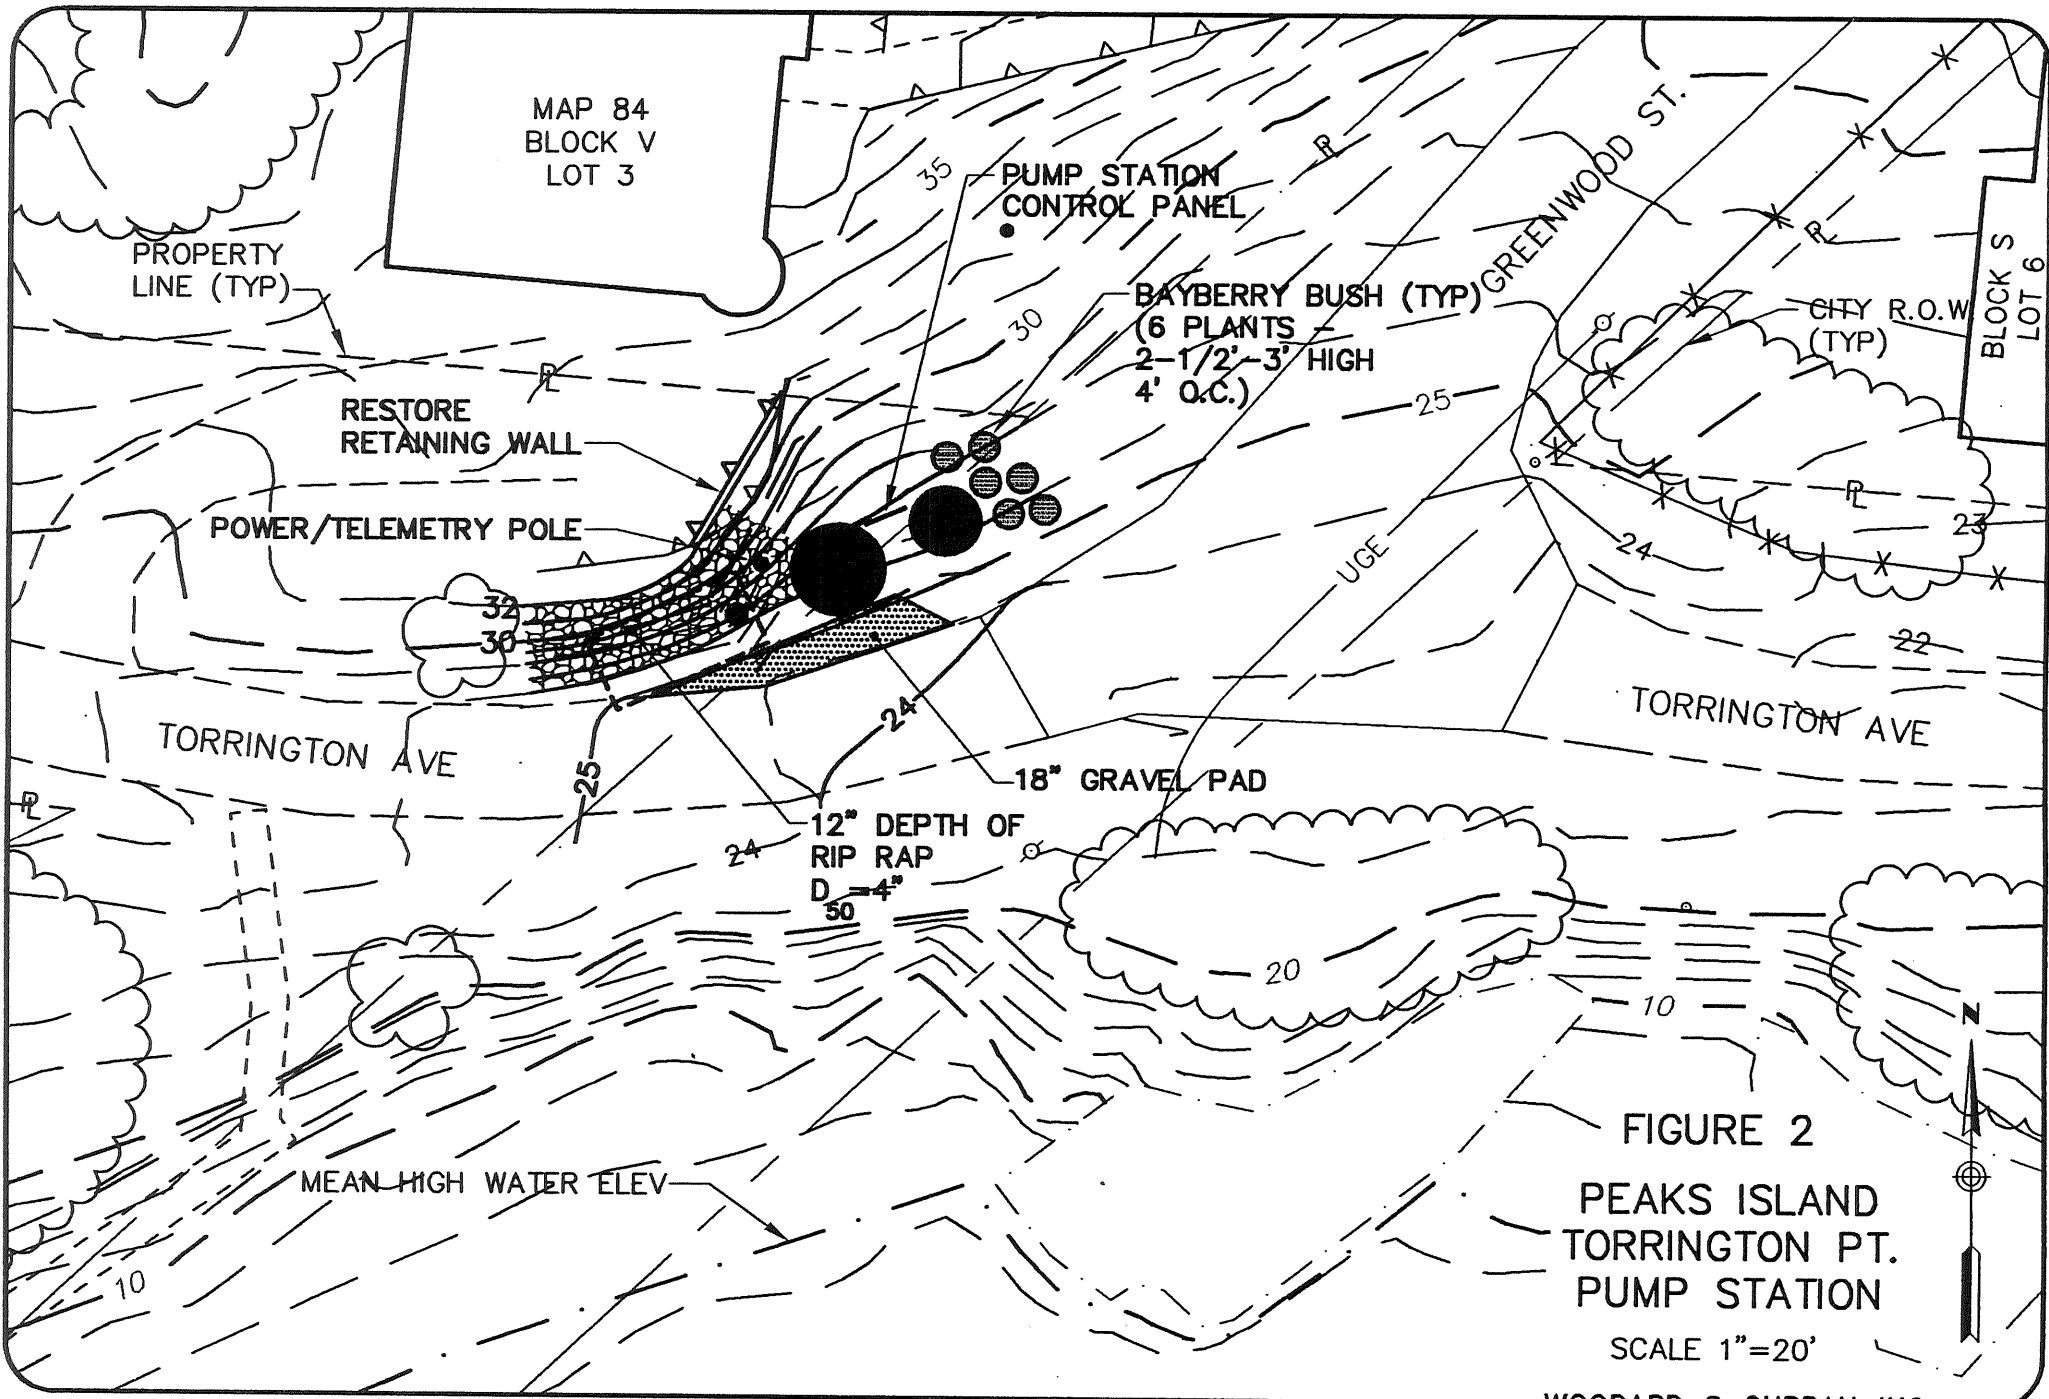 MAP 84
BLOCK V
LOT 3
35
PUMP STATION
CONTROL PANEL
GREENWOOD ST.
PROPERTY
LINE (TYP)
BAYBERRY BUSH (TYP)
(6 PLANTS -
2-1/2'-3' HIGH
4' O.C.)
30
CITY R.O.W
(TYP)
BLOCK S
LOT 6
PL
PL
PL
RESTORE
RETAINING WALL
25
POWER/TELEMETRY POLE
PL
23
24
UGE
32
30
22
TORRINGTON AVE
TORRINGTON AVE
24
25
18" GRAVEL PAD
PL
12" DEPTH OF
RIP RAP
D50=4"
24
20
10
N
MEAN HIGH WATER ELEV
10
FIGURE 2
PEAKS ISLAND
TORRINGTON PT.
PUMP STATION
SCALE 1"=20'